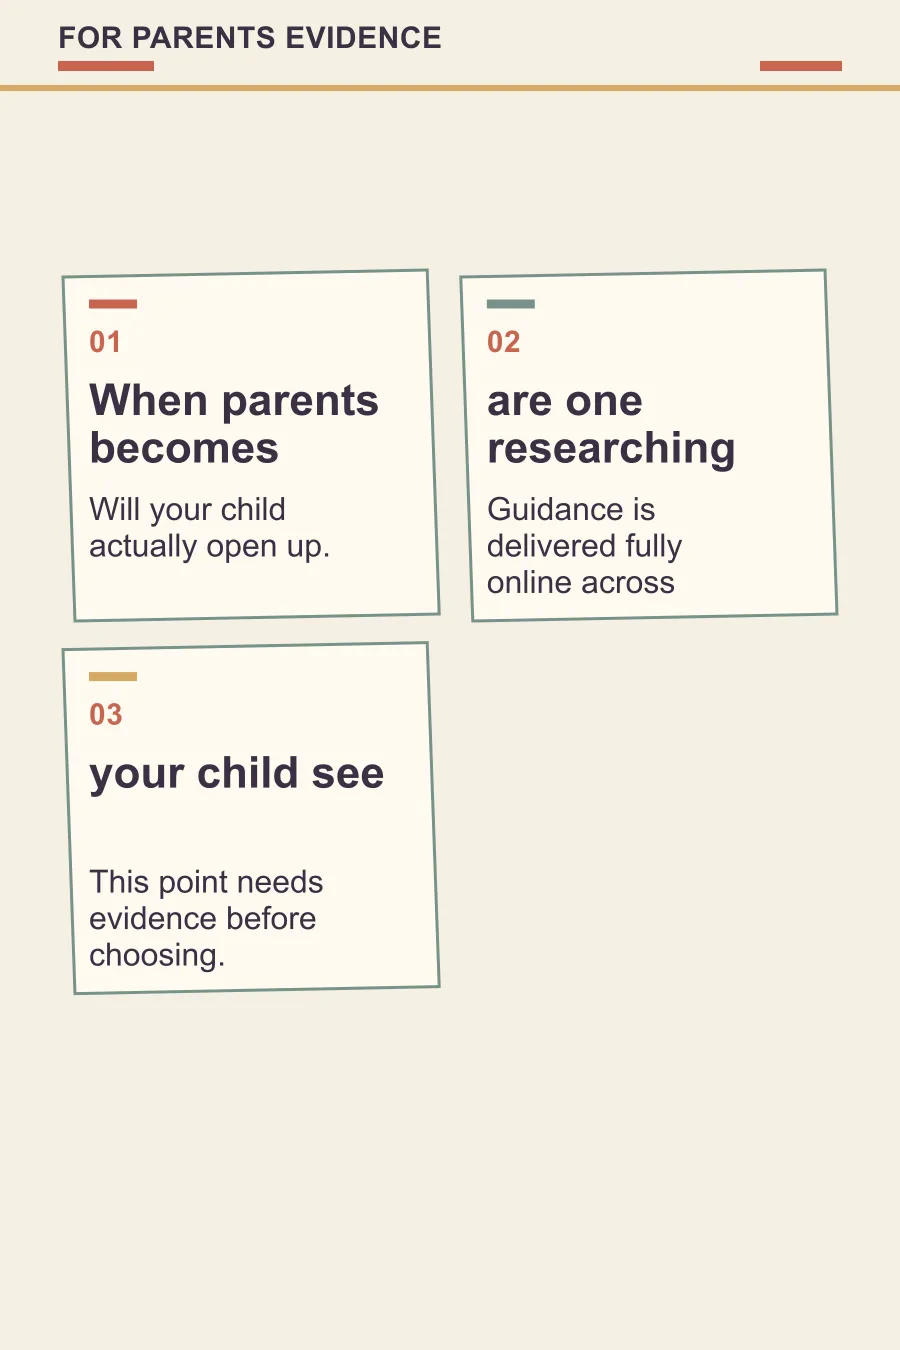 FOR PARENTS EVIDENCE
01
When parents
becomes
Will your child
actually open up.
02
are one
researching
Guidance is
delivered fully
online across
03
your child see
This point needs
evidence before
choosing.